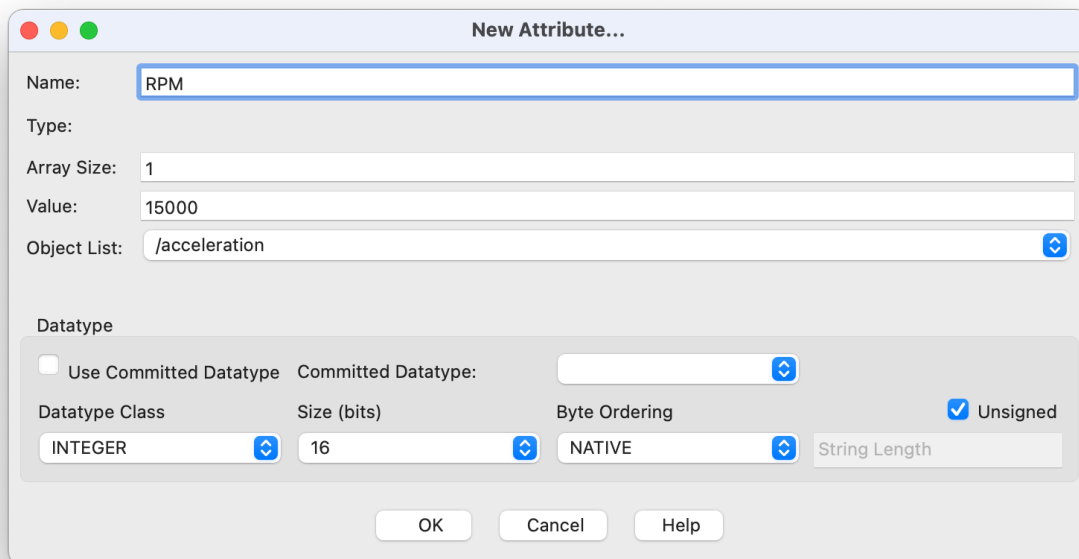 New Attribute...
Name: RPM
Type:
Array Size: 1
Value: 15000
Object List: /acceleration
Datatype
Use Committed Datatype Committed Datatype:
Datatype Class Size (bits) Byte Ordering Unsigned
INTEGER 16 NATIVE String Length
OK Cancel Help